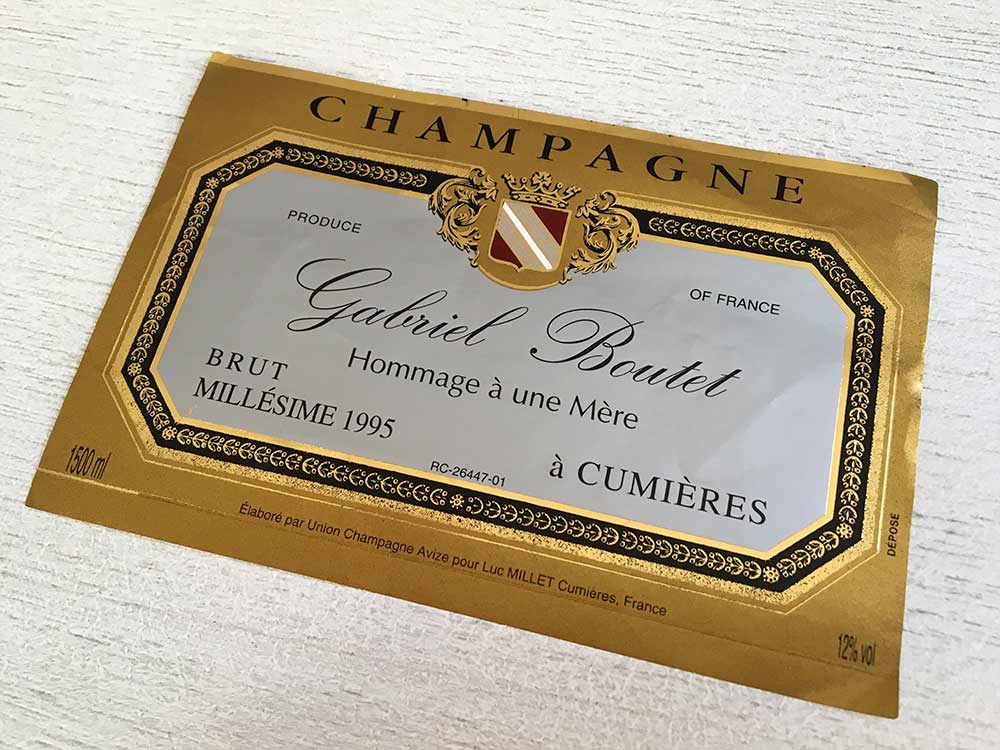 CHAMPAGNE
PRODUCE
OF FRANCE
Gabriel Boutet
Hommage à une Mère
BRUT
MILLÉSIME 1995
à CUMIÈRES
RC-26447-01
1500 ml
Élaboré par Union Champagne Avize pour Luc MILLET Cumières, France
12% vol
DÉPOSÉ